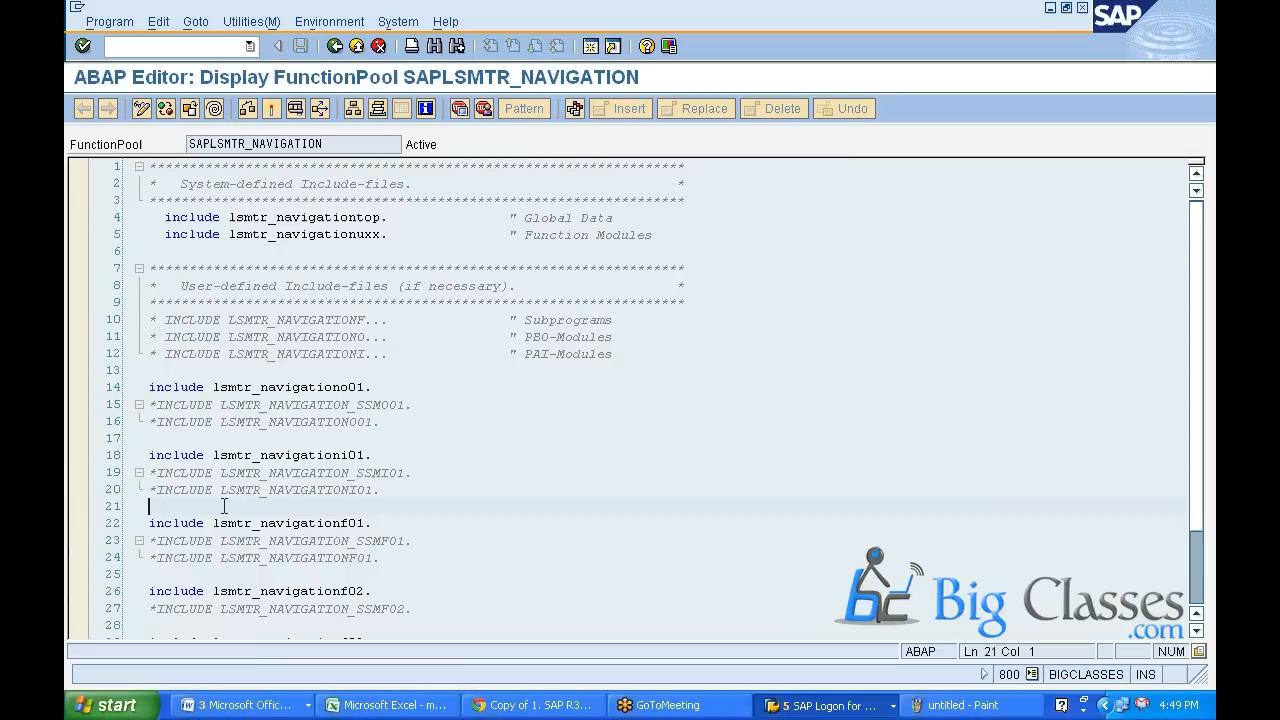 Program Edit Goto Utilities(M) Environment System Help
SAP
ABAP Editor: Display FunctionPool SAPLSMTR_NAVIGATION
Pattern Insert Replace Delete Undo
FunctionPool SAPLSMTR_NAVIGATION Active
1 *******************************************************************
2 * System-defined Include-files. *
3 *******************************************************************
4 include lsmtr_navigationtop. " Global Data
5 include lsmtr_navigationuxx. " Function Modules
6
7 *******************************************************************
8 * User-defined Include-files (if necessary). *
9 *******************************************************************
10 * INCLUDE LSMTR_NAVIGATIONF... " Subprograms
11 * INCLUDE LSMTR_NAVIGATIONO... " PBO-Modules
12 * INCLUDE LSMTR_NAVIGATIONI... " PAI-Modules
13
14 include lsmtr_navigationo01.
15 *INCLUDE LSMTR_NAVIGATION_SSMO01.
16 *INCLUDE LSMTR_NAVIGATIONO01.
17
18 include lsmtr_navigationi01.
19 *INCLUDE LSMTR_NAVIGATION_SSMI01.
20 *INCLUDE LSMTR_NAVIGATIONI01.
21
22 include lsmtr_navigationf01.
23 *INCLUDE LSMTR_NAVIGATION_SSMF01.
24 *INCLUDE LSMTR_NAVIGATIONF01.
25
26 include lsmtr_navigationf02.
27 *INCLUDE LSMTR_NAVIGATION_SSMF02.
28
Big Classes
.com
ABAP Ln 21 Col 1 NUM
800 BIGCLASSES INS
start 3 Microsoft Offic... Microsoft Excel - m... Copy of 1. SAP R3... GoToMeeting 5 SAP Logon for ... untitled - Paint 4:49 PM